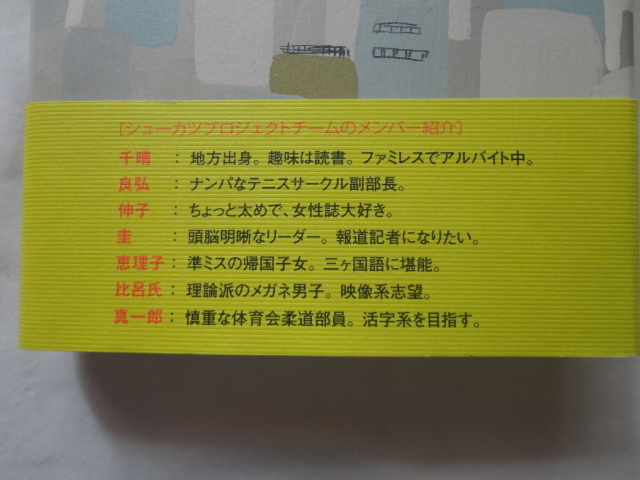 [シューカツプロジェクトチームのメンバー紹介]
千晴 : 地方出身。趣味は読書。ファミレスでアルバイト中。
良弘 : ナンパなテニスサークル副部長。
伸子 : ちょっと太めで、女性誌大好き。
圭 : 頭脳明晰なリーダー。報道記者になりたい。
恵理子 : 準ミスの帰国子女。三ヶ国語に堪能。
比呂氏 : 理論派のメガネ男子。映像系志望。
真一郎 : 慎重な体育会柔道部員。活字系を目指す。